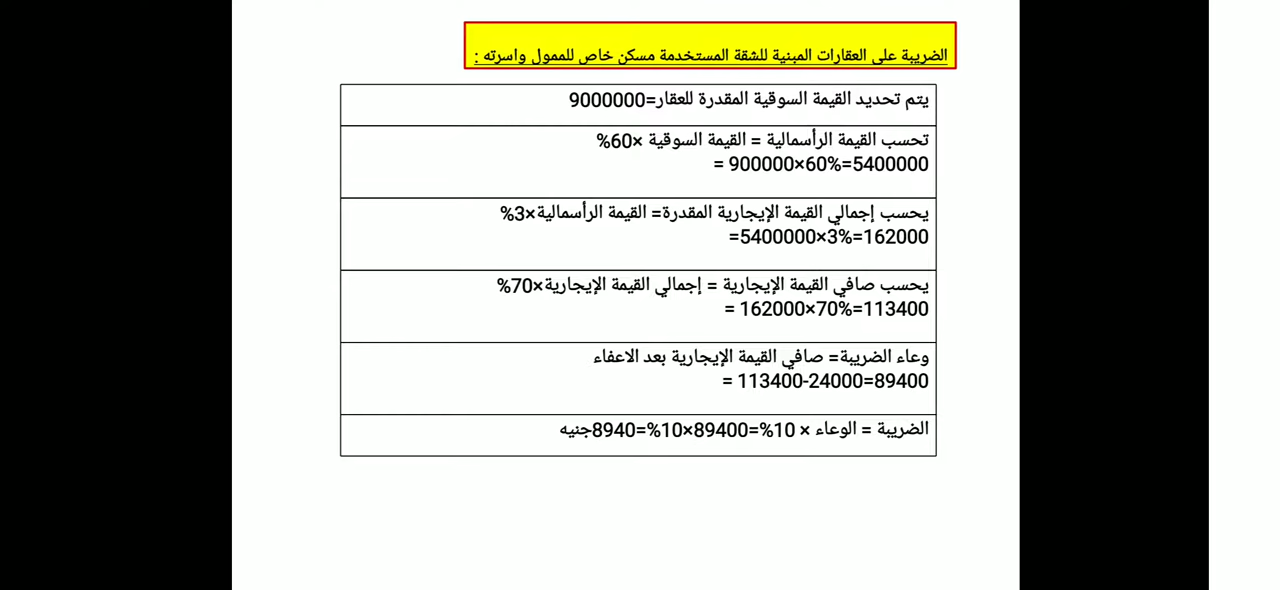 الضريبة على العقارات المبنية للشقة المستخدمة مسكن خاص للممول واسرته :
يتم تحديد القيمة السوقية المقدرة للعقار=9000000
تحسب القيمة الرأسمالية = القيمة السوقية ×60%
= 900000×60%=5400000
يحسب إجمالي القيمة الإيجارية المقدرة= القيمة الرأسمالية×3%
=5400000×3%=162000
يحسب صافي القيمة الإيجارية = إجمالي القيمة الإيجارية×70%
= 162000×70%=113400
وعاء الضريبة= صافي القيمة الإيجارية بعد الاعفاء
= 113400-24000=89400
الضريبة = الوعاء × 10%=89400×10%=8940جنيه